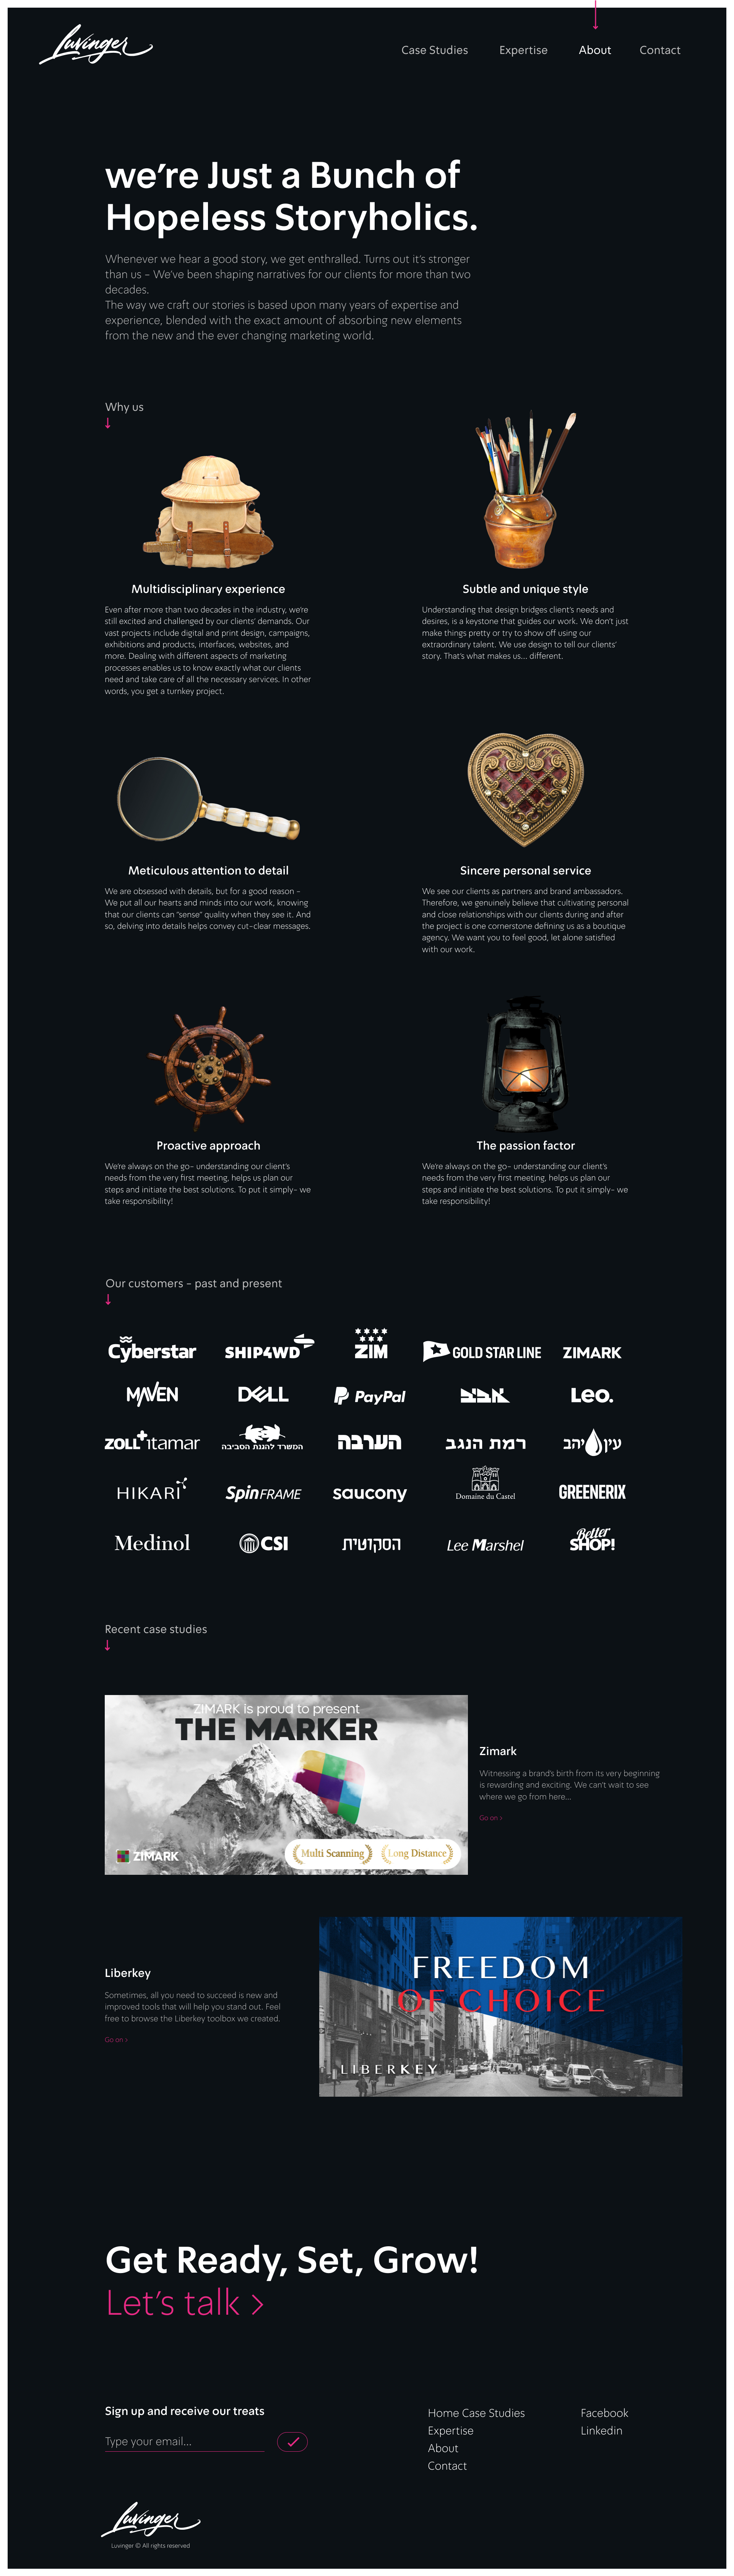 Luvinger
Case Studies
Expertise
About
Contact
we're Just a Bunch of
Hopeless Storyholics.
Whenever we hear a good story, we get enthralled. Turns out it's stronger
than us - We've been shaping narratives for our clients for more than two
decades.
The way we craft our stories is based upon many years of expertise and
experience, blended with the exact amount of absorbing new elements
from the new and the ever changing marketing world.
Why us
Multidisciplinary experience
Even after more than two decades in the industry, we're
still excited and challenged by our clients' demands. Our
vast projects include digital and print design, campaigns,
exhibitions and products, interfaces, websites, and
more. Dealing with different aspects of marketing
processes enables us to know exactly what our clients
need and take care of all the necessary services. In other
words, you get a turnkey project.
Subtle and unique style
Understanding that design bridges client's needs and
desires, is a keystone that guides our work. We don't just
make things pretty or try to show off using our
extraordinary talent. We use design to tell our clients'
story. That's what makes us... different.
Meticulous attention to detail
We are obsessed with details, but for a good reason -
We put all our hearts and minds into our work, knowing
that our clients can "sense" quality when they see it. And
so, delving into details helps convey cut-clear messages.
Sincere personal service
We see our clients as partners and brand ambassadors.
Therefore, we genuinely believe that cultivating personal
and close relationships with our clients during and after
the project is one cornerstone defining us as a boutique
agency. We want you to feel good, let alone satisfied
with our work.
Proactive approach
We're always on the go- understanding our client's
needs from the very first meeting, helps us plan our
steps and initiate the best solutions. To put it simply- we
take responsibility!
The passion factor
We're always on the go- understanding our client's
needs from the very first meeting, helps us plan our
steps and initiate the best solutions. To put it simply- we
take responsibility!
Our customers - past and present
Cyberstar
SHIP4WD
ZIM
GOLD STAR LINE
ZIMARK
MAVEN
DELL
PayPal
אביב
Leo.
ZOLL itamar
המשרד להגנת הסביבה
הערבה
רמת הנגב
עין יהב
HIKARI
SpinFRAME
saucony
Domaine du Castel
GREENERIX
Medinol
CSI
הסקוטית
Lee Marshel
Better
SHOP!
Recent case studies
ZIMARK is proud to present
THE MARKER
ZIMARK
Multi Scanning
Long Distance
Zimark
Witnessing a brand's birth from its very beginning
is rewarding and exciting. We can't wait to see
where we go from here...
Go on >
Liberkey
Sometimes, all you need to succeed is new and
improved tools that will help you stand out. Feel
free to browse the Liberkey toolbox we created.
Go on >
FREEDOM
OF CHOICE
LIBERKEY
Get Ready, Set, Grow!
Let's talk >
Sign up and receive our treats
Type your email...
Home Case Studies
Expertise
About
Contact
Facebook
Linkedin
Luvinger
Luvinger © All rights reserved